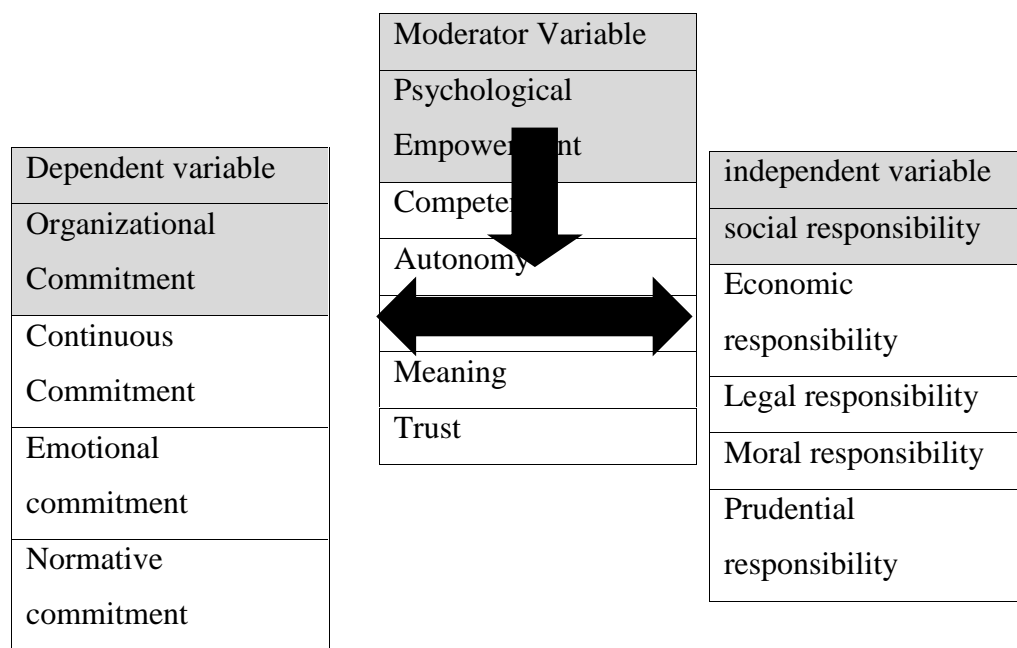 Dependent variable
Organizational
Commitment
Continuous
Commitment
Emotional
commitment
Normative
commitment
Moderator Variable
Psychological
Empowerment
Autonomy
Meaning
Trust
independent variable
social responsibility
Economic
responsibility
Legal responsibility
Moral responsibility
Prudential
responsibility